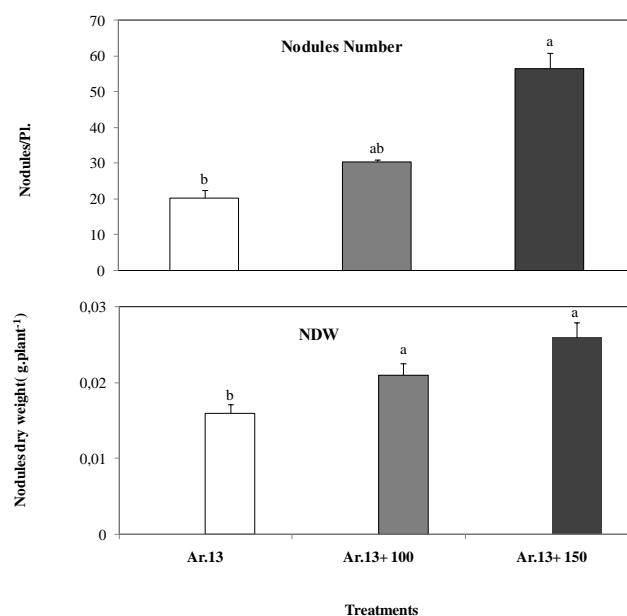 70
Nodules Number
a
60
50
Nodules/Pl.
40
ab
30
b
20
10
0
0,03
NDW
a
a
Nodules dry weight( g.plant⁻¹)
0,02
b
0,01
0
Ar.13
Ar.13+ 100
Ar.13+ 150
Treatments